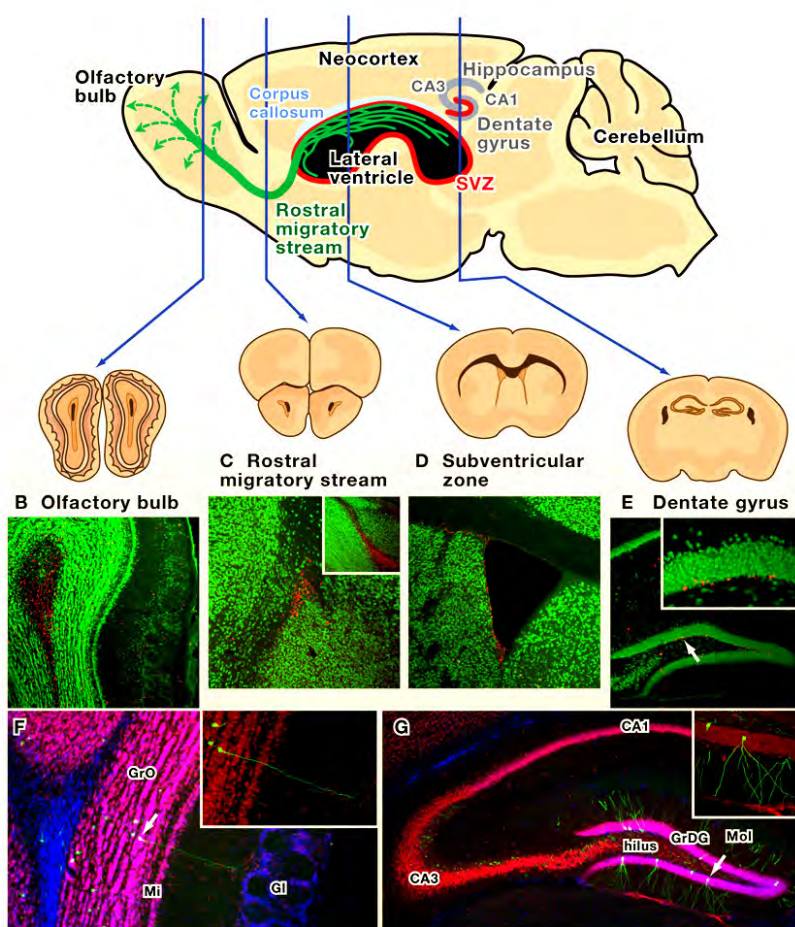 Olfactory
bulb
Neocortex
Corpus
callosum
CA3
Hippocampus
CA1
Dentate
gyrus
Cerebellum
Lateral
ventricle
SVZ
Rostral
migratory
stream
B Olfactory bulb
C Rostral
migratory stream
D Subventricular
zone
E Dentate gyrus
F
GrO
Mi
Gl
G
CA1
CA3
hilus
GrDG
Mol